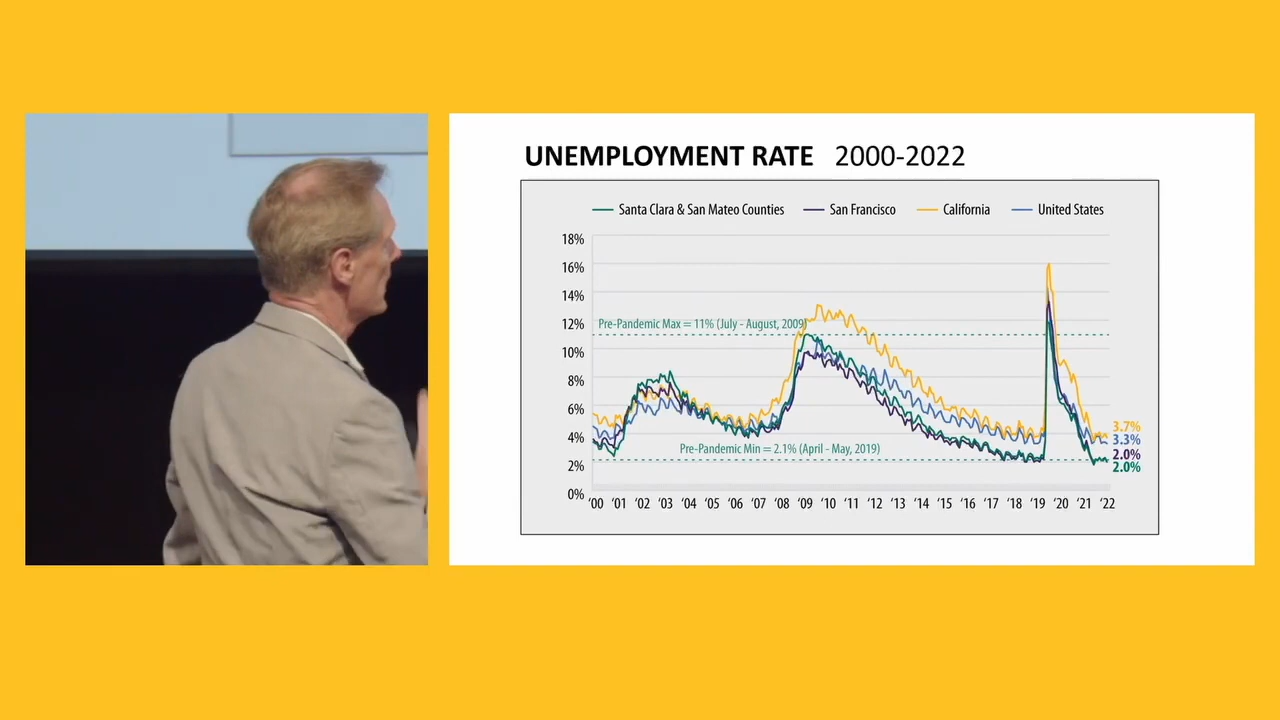 UNEMPLOYMENT RATE 2000-2022
Santa Clara & San Mateo Counties San Francisco California United States
18%
16%
14%
12%
10%
8%
6%
4%
2%
0%
Pre-Pandemic Max = 11% (July - August, 2009)
Pre-Pandemic Min = 2.1% (April - May, 2019)
3.7%
3.3%
2.0%
2.0%
'00 '01 '02 '03 '04 '05 '06 '07 '08 '09 '10 '11 '12 '13 '14 '15 '16 '17 '18 '19 '20 '21 '22